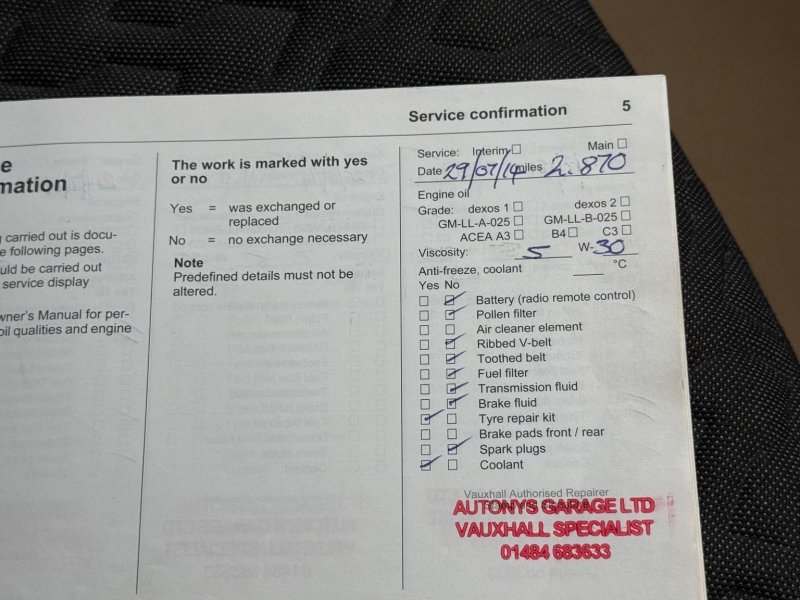 Service confirmation 5
e
mation
g carried out is docu-
e following pages.
uld be carried out
service display
wner's Manual for per-
oil qualities and engine
The work is marked with yes
or no
Yes = was exchanged or
replaced
No = no exchange necessary
Note
Predefined details must not be
altered.
Service: Interim ☐ Main ☐
Date 29/07/14 miles 2.870
Engine oil
Grade: dexos 1 ☐ dexos 2 ☐
GM-LL-A-025 ☐ GM-LL-B-025 ☐
ACEA A3 ☐ B4 ☐ C3 ☐
Viscosity: 5 W-30
Anti-freeze, coolant ____ °C
Yes No
Battery (radio remote control)
Pollen filter
Air cleaner element
Ribbed V-belt
Toothed belt
Fuel filter
Transmission fluid
Brake fluid
Tyre repair kit
Brake pads front / rear
Spark plugs
Coolant
Vauxhall Authorised Repairer
AUTONYS GARAGE LTD
VAUXHALL SPECIALIST
01484 683633